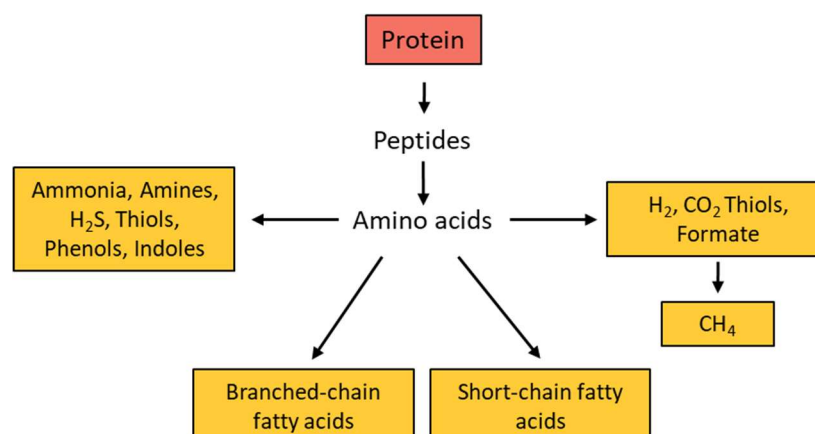 Protein
Peptides
Ammonia, Amines,
H₂S, Thiols,
Phenols, Indoles
Amino acids
H₂, CO₂ Thiols,
Formate
CH₄
Branched-chain
fatty acids
Short-chain fatty
acids